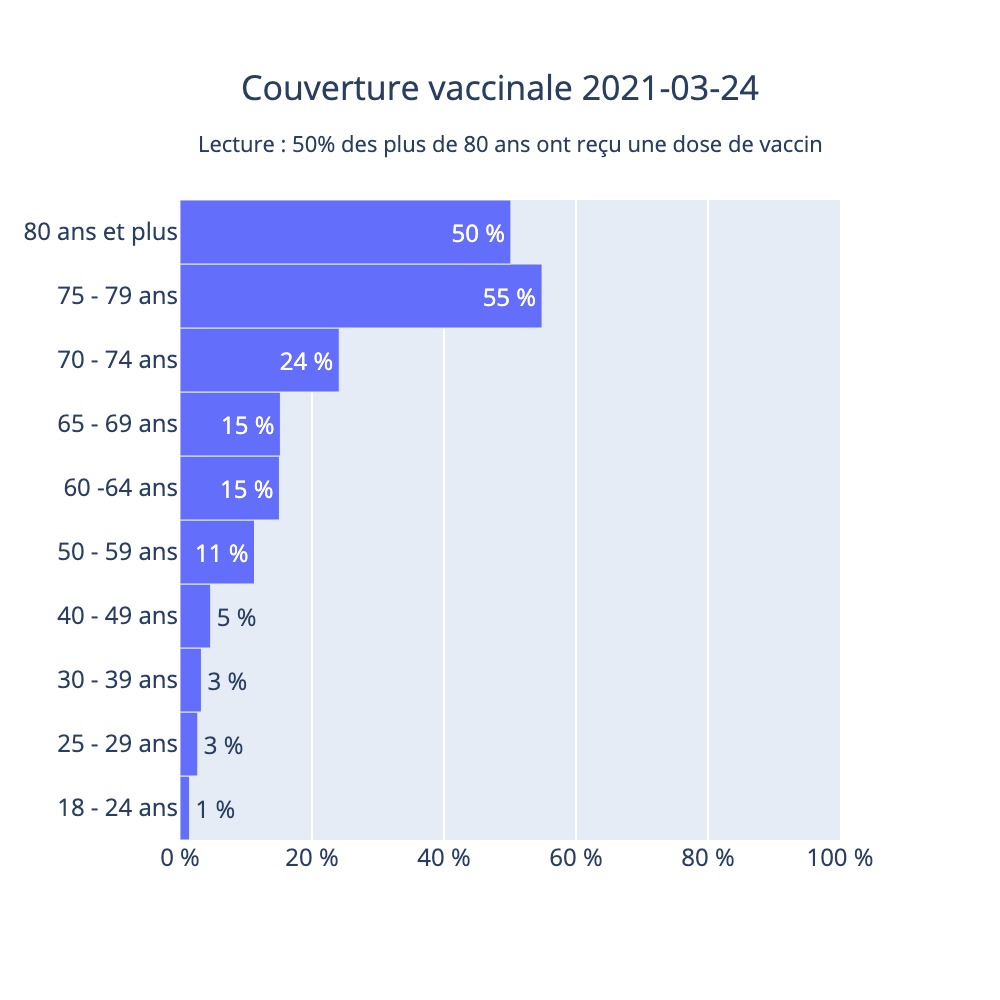 Couverture vaccinale 2021-03-24
Lecture : 50% des plus de 80 ans ont reçu une dose de vaccin
80 ans et plus 50 %
75 - 79 ans 55 %
70 - 74 ans 24 %
65 - 69 ans 15 %
60 -64 ans 15 %
50 - 59 ans 11 %
40 - 49 ans 5 %
30 - 39 ans 3 %
25 - 29 ans 3 %
18 - 24 ans 1 %
0 % 20 % 40 % 60 % 80 % 100 %